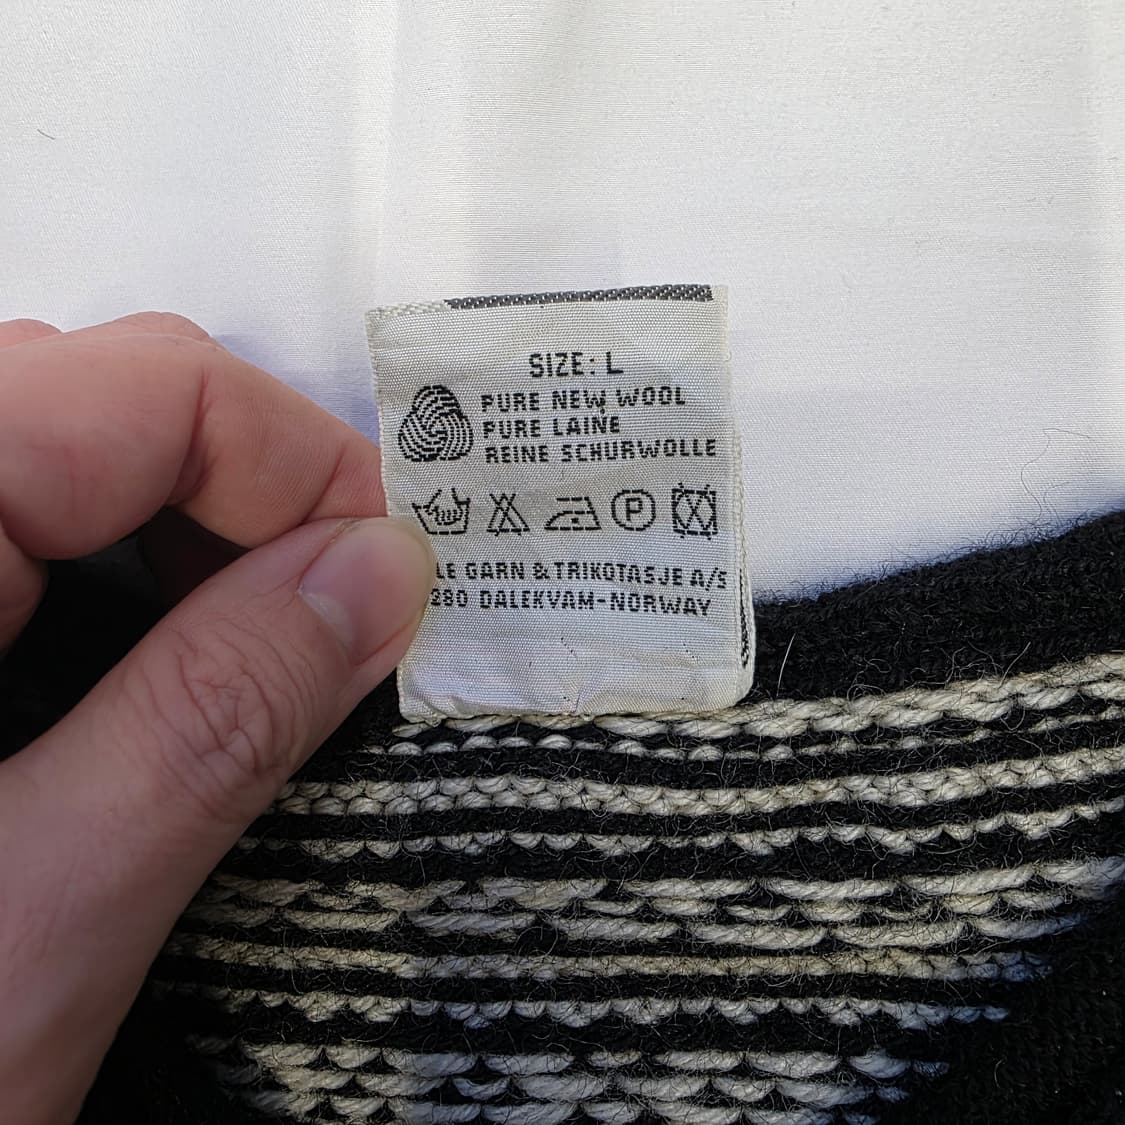 SIZE: L
PURE NEW WOOL
PURE LAINE
REINE SCHURWOLLE
P
GARN & TRIKOTASJE A/S
DALEKVAM-NORWAY